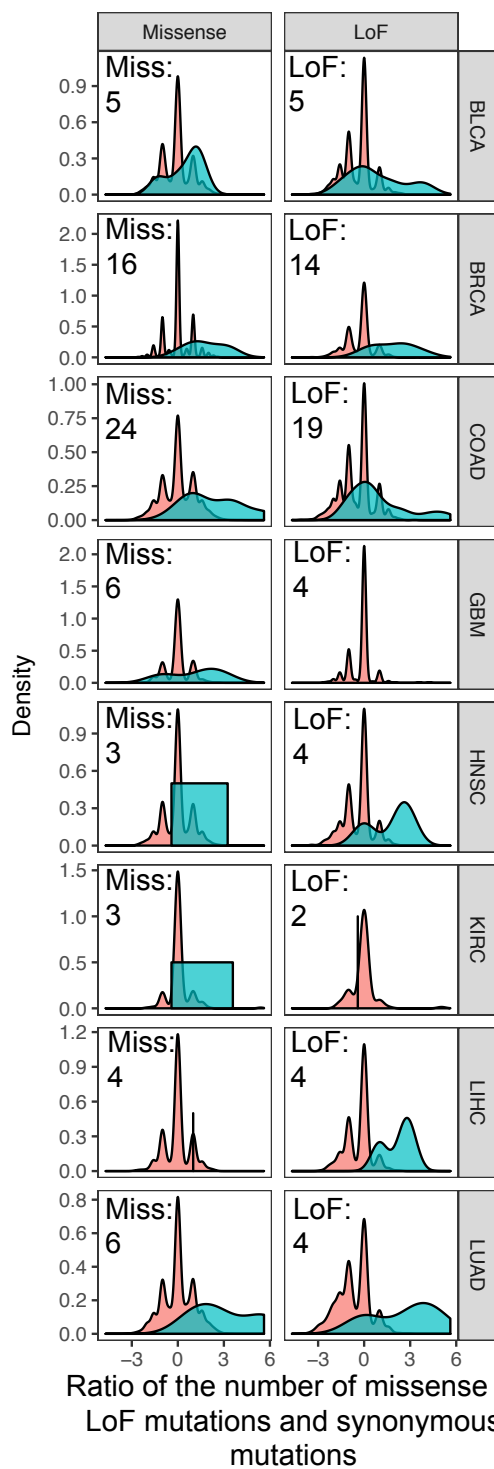 Missense LoF
Miss: 5 LoF: 5 BLCA
0.9
0.6
0.3
0.0
Miss: 16 LoF: 14 BRCA
2.0
1.5
1.0
0.5
0.0
Miss: 24 LoF: 19 COAD
1.00
0.75
0.50
0.25
0.00
Miss: 6 LoF: 4 GBM
2.0
1.5
1.0
0.5
0.0
Density
Miss: 3 LoF: 4 HNSC
0.9
0.6
0.3
0.0
Miss: 3 LoF: 2 KIRC
1.5
1.0
0.5
0.0
Miss: 4 LoF: 4 LIHC
1.2
0.9
0.6
0.3
0.0
Miss: 6 LoF: 4 LUAD
0.8
0.6
0.4
0.2
0.0
−3 0 3 6 −3 0 3 6
Ratio of the number of missense
LoF mutations and synonymous
mutations